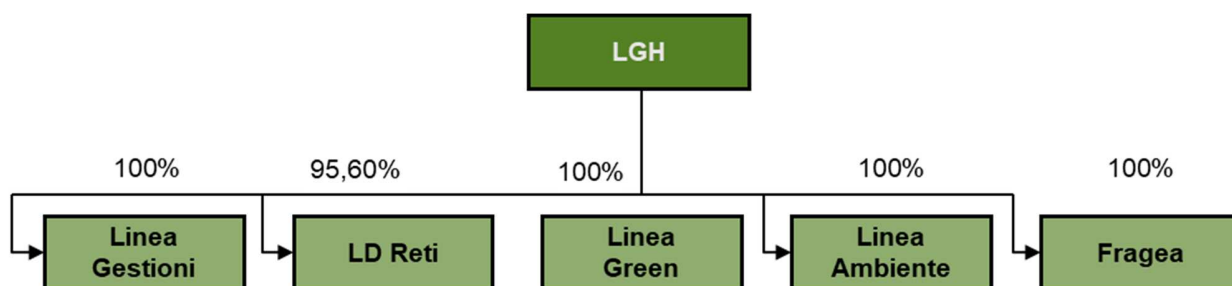 LGH
100%
95,60%
100%
100%
100%
Linea
Gestioni
LD Reti
Linea
Green
Linea
Ambiente
Fragea